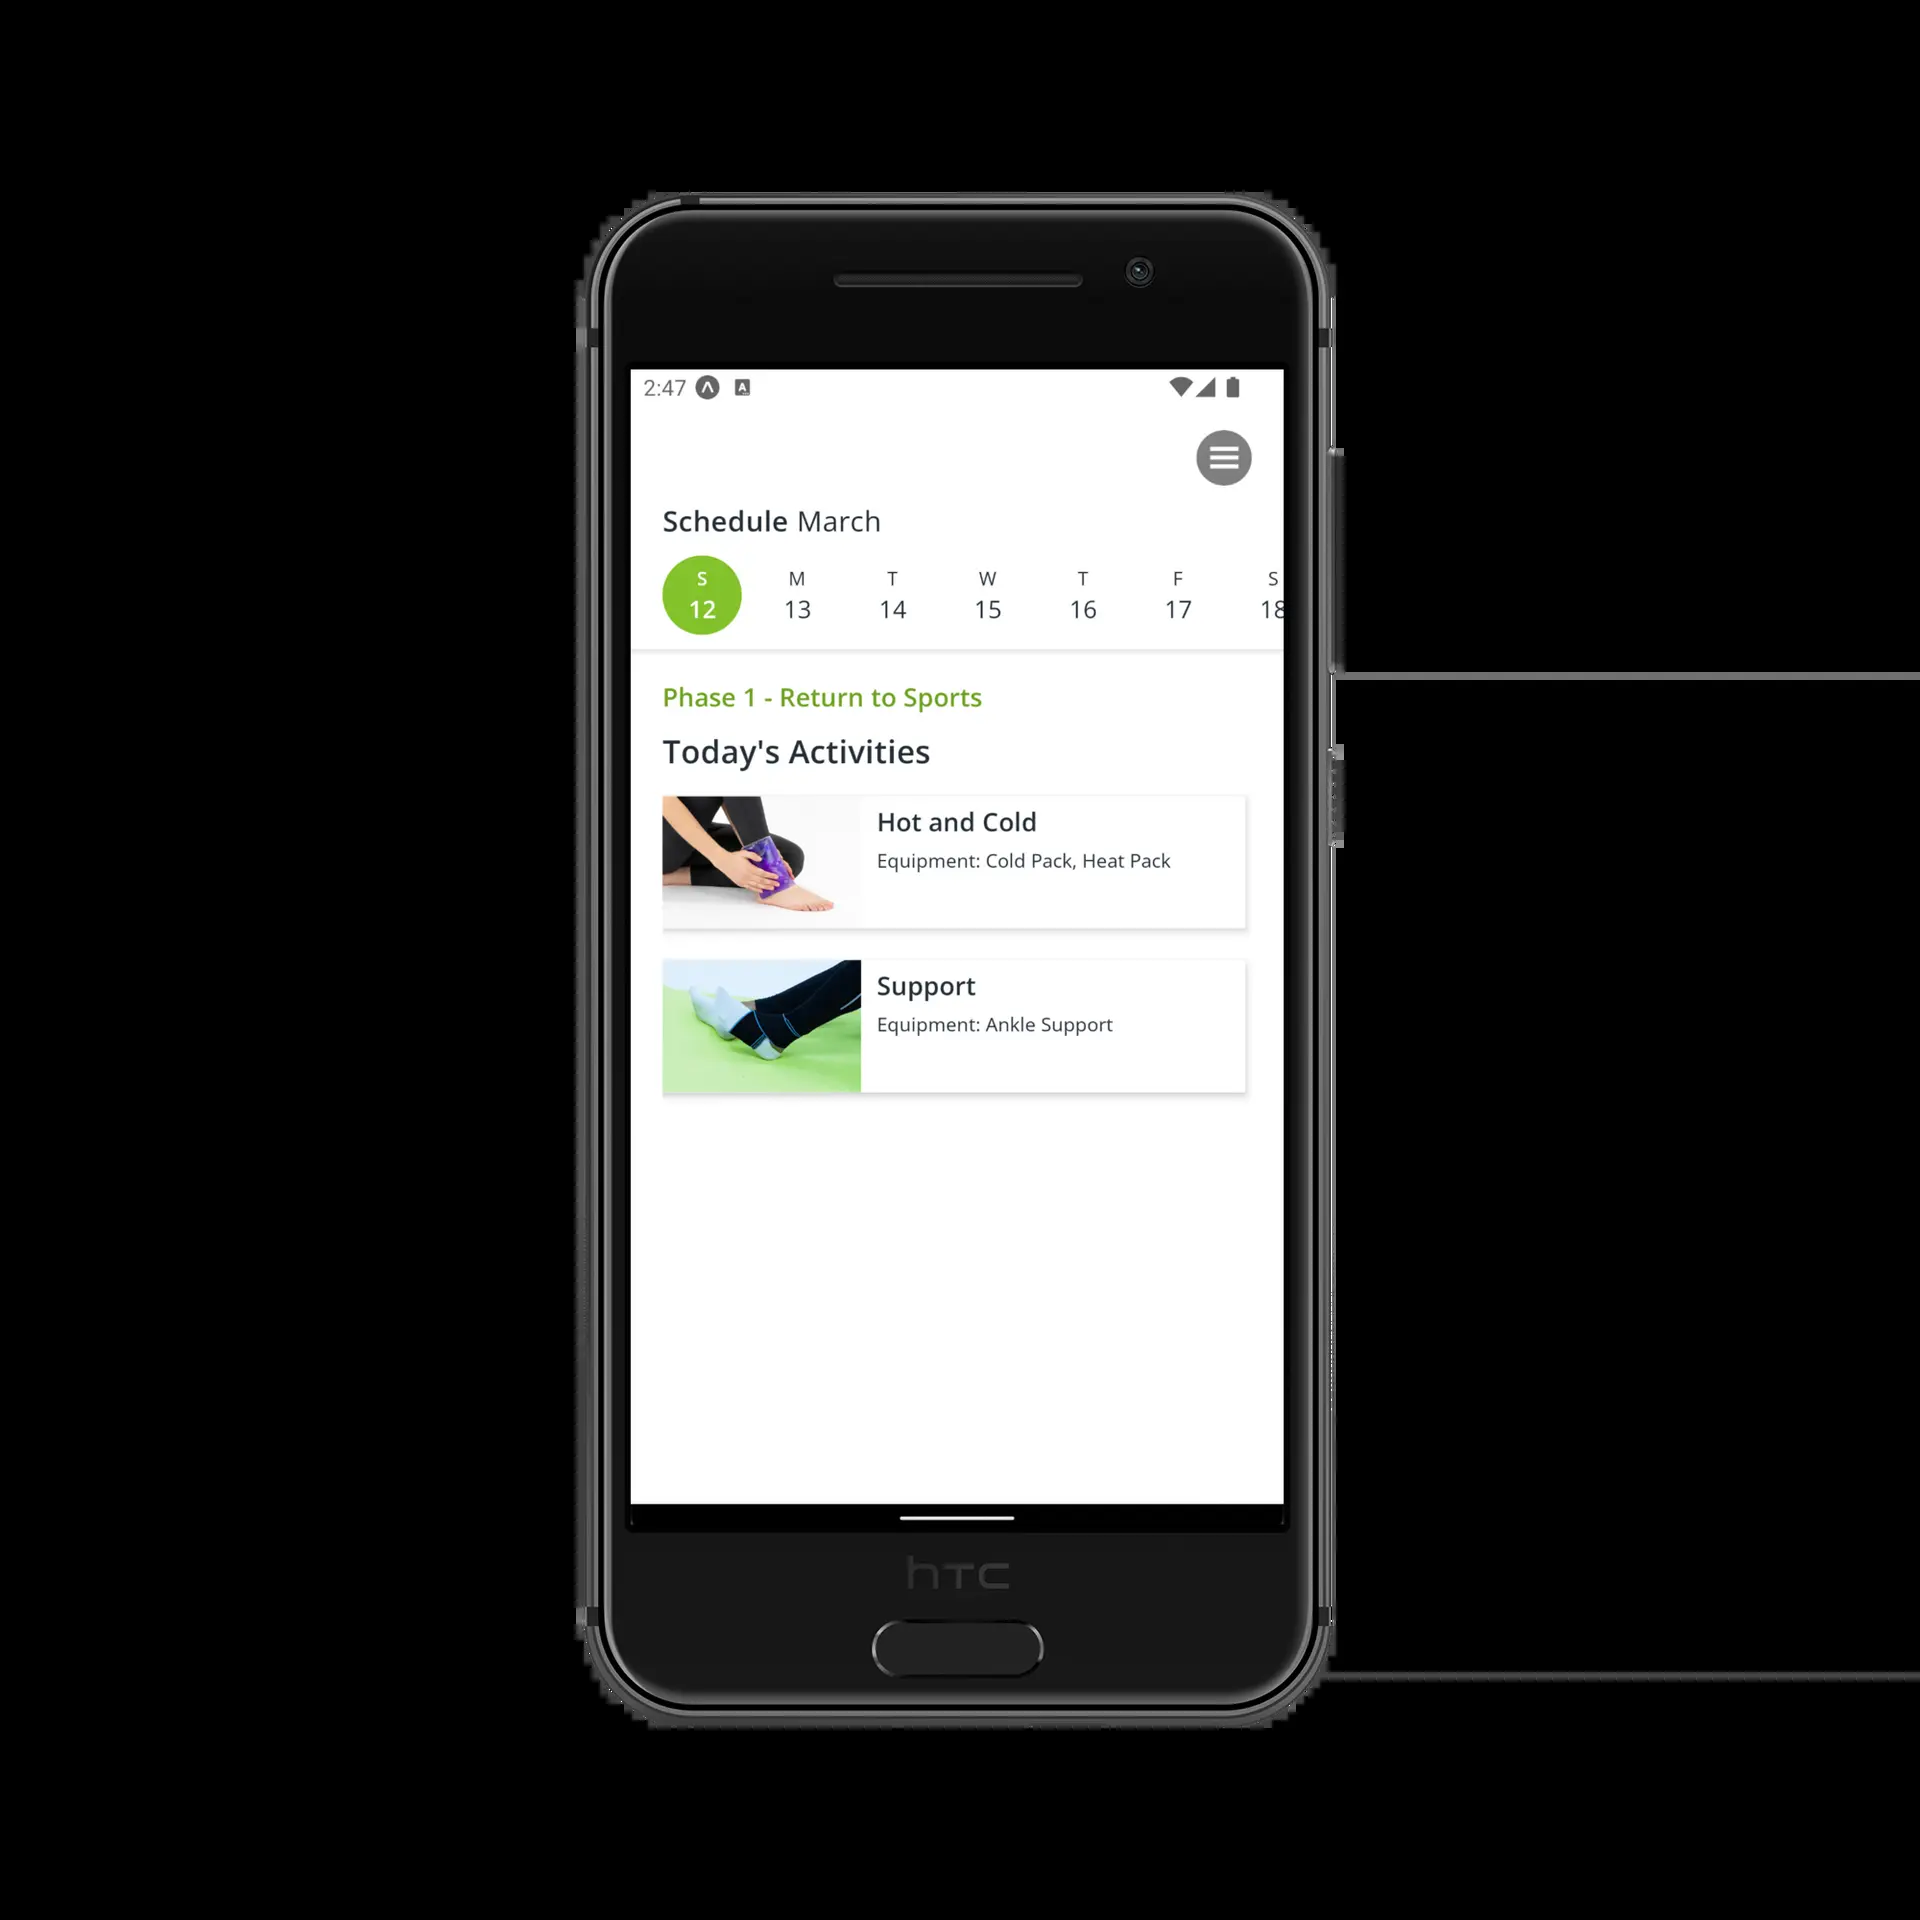 2:47
Schedule March
S M T W T F S
12 13 14 15 16 17 18
Phase 1 - Return to Sports
Today's Activities
Hot and Cold
Equipment: Cold Pack, Heat Pack
Support
Equipment: Ankle Support
hTC